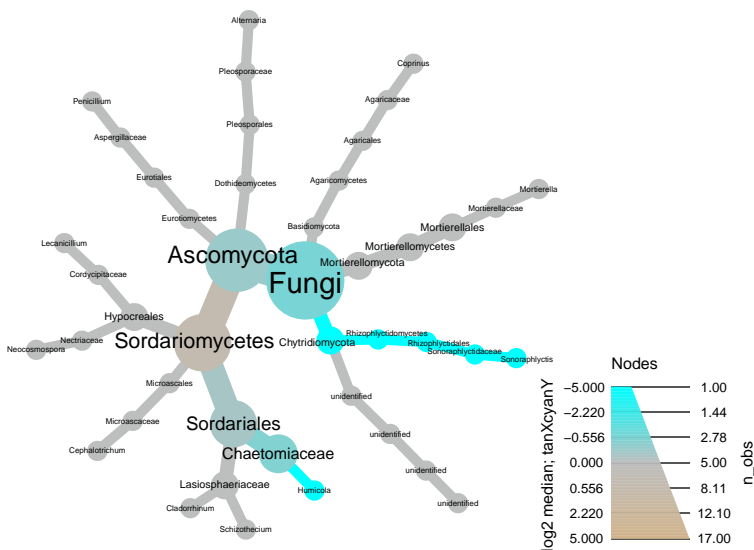 Alternaria
Pleosporaceae
Coprinus
Penicillium
Agaricaceae
Pleosporales
Aspergillaceae
Agaricales
Eurotiales
Dothideomycetes
Agaricomycetes
Mortierella
Mortierellaceae
Eurotiomycetes
Basidiomycota
Mortierellales
Lecanicillium
Mortierellomycetes
Ascomycota
Mortierellomycota
Cordycipitaceae
Fungi
Hypocreales
Rhizophlyctidomycetes
Sordariomycetes
Chytridiomycota
Rhizophlyctidales
Nectriaceae
Neocosmospora
Sonoraphlyctidaceae
Sonoraphlyctis
Microascales
unidentified
Microascaceae
Sordariales
unidentified
Cephalotrichum
Chaetomiaceae
unidentified
Lasiosphaeriaceae
Humicola
unidentified
Cladorrhinum
Schizothecium
Nodes
−5.000 1.00
−2.220 1.44
−0.556 2.78
0.000 5.00
0.556 8.11
2.220 12.10
5.000 17.00
log2 median; tanXcyanY
n_obs